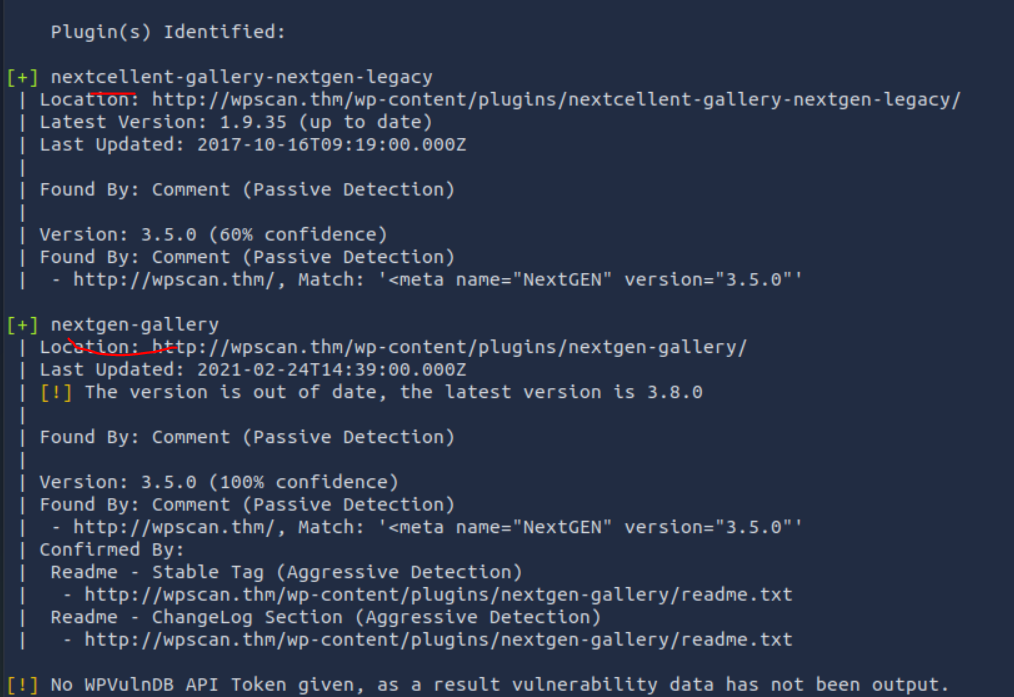 Plugin(s) Identified:
[+] nextcellent-gallery-nextgen-legacy
| Location: http://wpscan.thm/wp-content/plugins/nextcellent-gallery-nextgen-legacy/
| Latest Version: 1.9.35 (up to date)
| Last Updated: 2017-10-16T09:19:00.000Z
|
| Found By: Comment (Passive Detection)
|
| Version: 3.5.0 (60% confidence)
| Found By: Comment (Passive Detection)
|  - http://wpscan.thm/, Match: '<meta name="NextGEN" version="3.5.0"'
[+] nextgen-gallery
| Location: http://wpscan.thm/wp-content/plugins/nextgen-gallery/
| Last Updated: 2021-02-24T14:39:00.000Z
| [!] The version is out of date, the latest version is 3.8.0
|
| Found By: Comment (Passive Detection)
|
| Version: 3.5.0 (100% confidence)
| Found By: Comment (Passive Detection)
|  - http://wpscan.thm/, Match: '<meta name="NextGEN" version="3.5.0"'
| Confirmed By:
|  Readme - Stable Tag (Aggressive Detection)
|   - http://wpscan.thm/wp-content/plugins/nextgen-gallery/readme.txt
|  Readme - ChangeLog Section (Aggressive Detection)
|   - http://wpscan.thm/wp-content/plugins/nextgen-gallery/readme.txt
[!] No WPVulnDB API Token given, as a result vulnerability data has not been output.